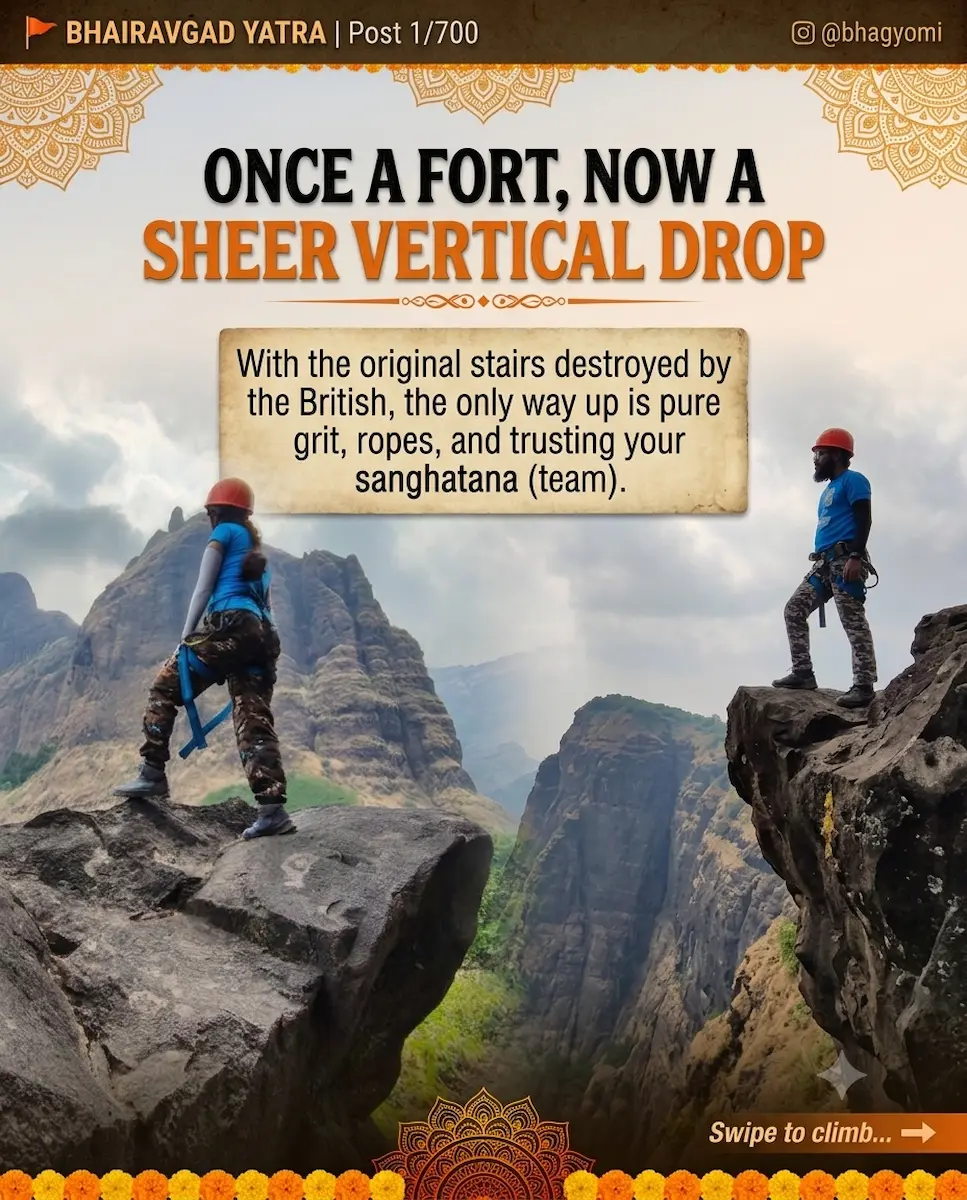 BHAIRAVGAD YATRA | Post 1/700
@bhagyomi
ONCE A FORT, NOW A
SHEER VERTICAL DROP
With the original stairs destroyed by
the British, the only way up is pure
grit, ropes, and trusting your
sanghatana (team).
Swipe to climb...